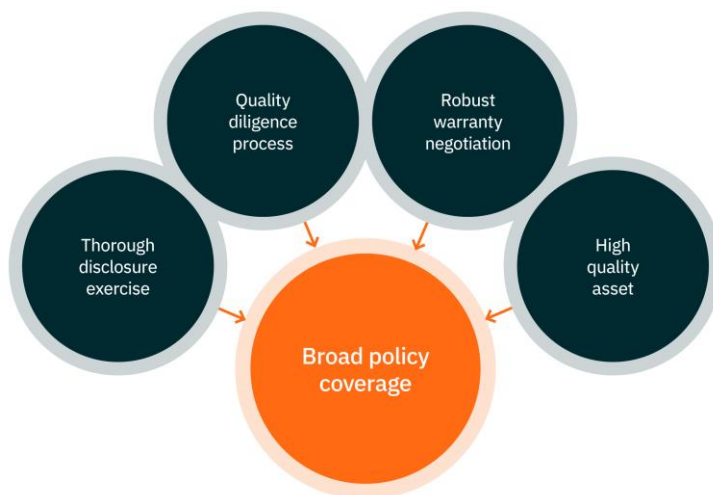 Quality
diligence
process
Robust
warranty
negotiation
Thorough
disclosure
exercise
High
quality
asset
Broad policy
coverage